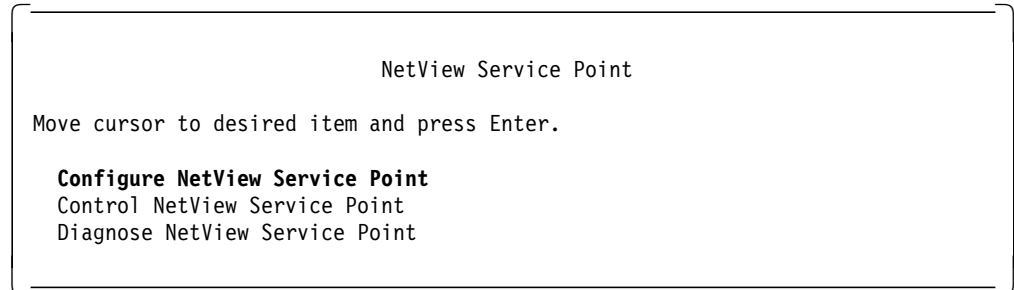 NetView Service Point
Move cursor to desired item and press Enter.
Configure NetView Service Point
Control NetView Service Point
Diagnose NetView Service Point